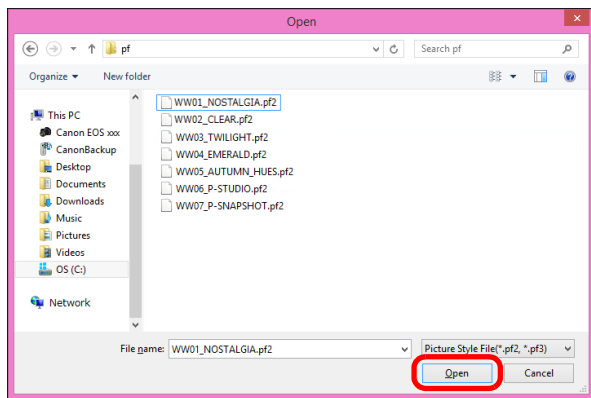 Open
pf
Search pf
Organize
New folder
This PC
Canon EOS xxx
CanonBackup
Desktop
Documents
Downloads
Music
Pictures
Videos
OS (C:)
Network
WW01_NOSTALGIA.pf2
WW02_CLEAR.pf2
WW03_TWILIGHT.pf2
WW04_EMERALD.pf2
WW05_AUTUMN_HUES.pf2
WW06_P-STUDIO.pf2
WW07_P-SNAPSHOT.pf2
File name: WW01_NOSTALGIA.pf2
Picture Style File(*.pf2, *.pf3)
Open
Cancel